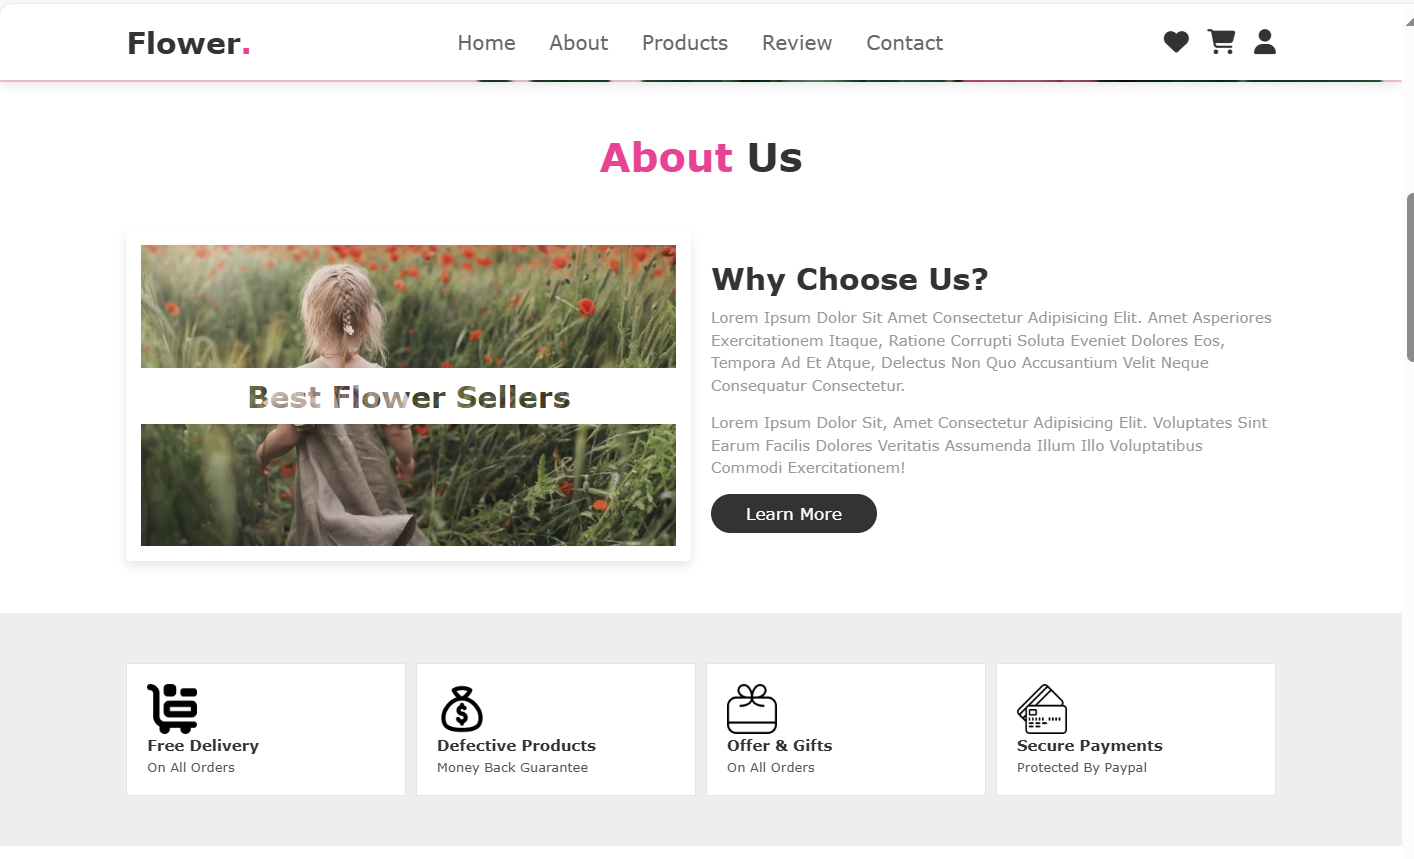 Flower.
Home About Products Review Contact
About Us
Best Flower Sellers
Why Choose Us?
Lorem Ipsum Dolor Sit Amet Consectetur Adipisicing Elit. Amet Asperiores
Exercitationem Itaque, Ratione Corrupti Soluta Eveniet Dolores Eos,
Tempora Ad Et Atque, Delectus Non Quo Accusantium Velit Neque
Consequatur Consectetur.
Lorem Ipsum Dolor Sit, Amet Consectetur Adipisicing Elit. Voluptates Sint
Earum Facilis Dolores Veritatis Assumenda Illum Illo Voluptatibus
Commodi Exercitationem!
Learn More
Free Delivery
On All Orders
Defective Products
Money Back Guarantee
Offer & Gifts
On All Orders
Secure Payments
Protected By Paypal